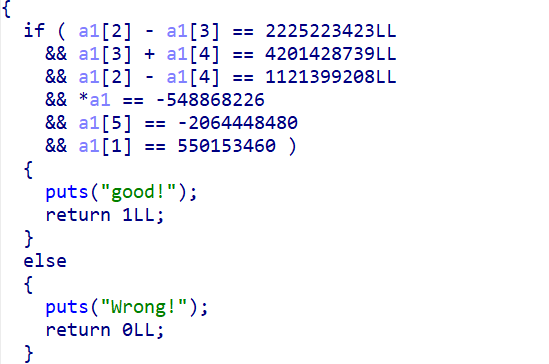 {
  if ( a1[2] - a1[3] == 2225223423LL
    && a1[3] + a1[4] == 4201428739LL
    && a1[2] - a1[4] == 1121399208LL
    && *a1 == -548868226
    && a1[5] == -2064448480
    && a1[1] == 550153460 )
  {
    puts("good!");
    return 1LL;
  }
  else
  {
    puts("Wrong!");
    return 0LL;
  }